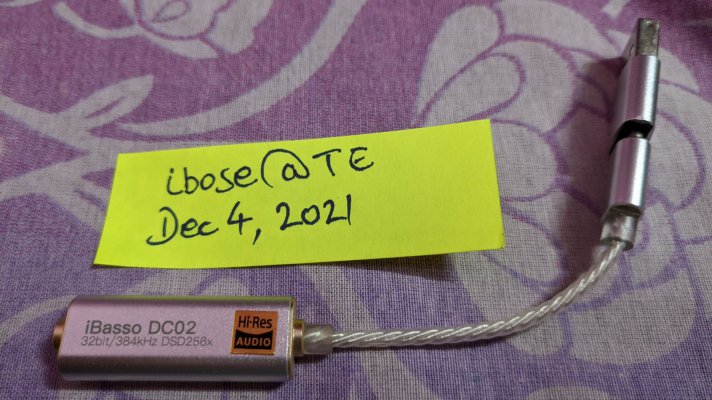 ibose@TE
Dec 4, 2021
iBasso DC02
32bit/384kHz DSD256x
Hi-Res
AUDIO